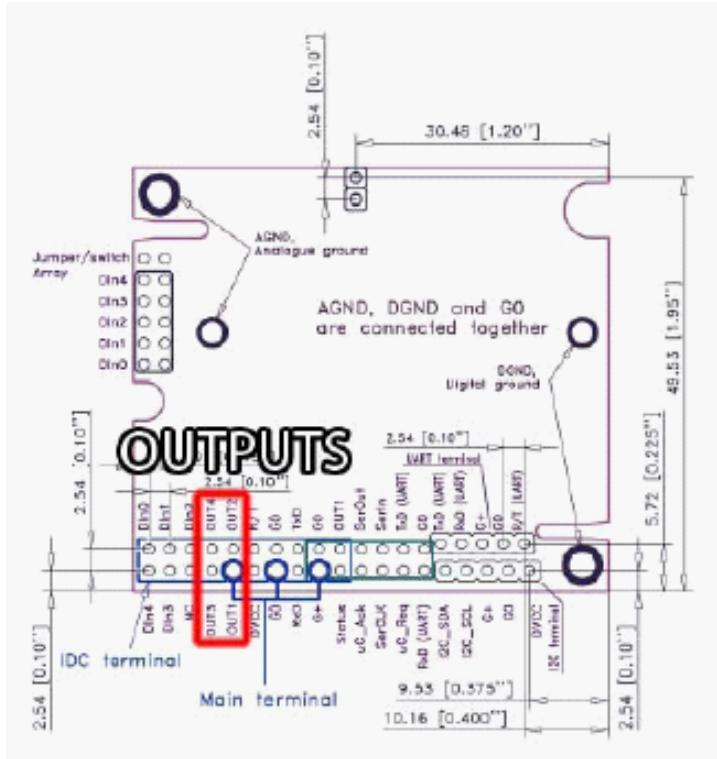 2.54 [0.10"]
30.48 [1.20"]
AGND,
Analogue ground
Jumper/switch
Array
DIn4
DIn3
DIn2
DIn1
DIn0
AGND, DGND and G0
are connected together
DGND,
Digital ground
49.53 [1.95"]
OUTPUTS
2.54 [0.10"]
2.54 [0.10"]
2.54 [0.10"]
UART terminal
5.72 [0.225"]
DIn0
DIn1
DIn2
OUT4
OUT2
R/T
G0
TxD
G0
OUT1
SerOut
SerIn
TxD (UART)
G0
TxD (UART)
RxD (UART)
G+
G0
R/T (UART)
DIn4
DIn3
NC
OUT3
OUT1
DVCC
G0
RxD
G+
Status
uC_Ack
SerCLK
uC_Req
RxD (UART)
I2C_SDA
I2C_SCL
G+
G0
DVCC
I2C terminal
IDC terminal
Main terminal
2.54 [0.10"]
9.53 [0.375"]
10.16 [0.400"]
2.54 [0.10"]